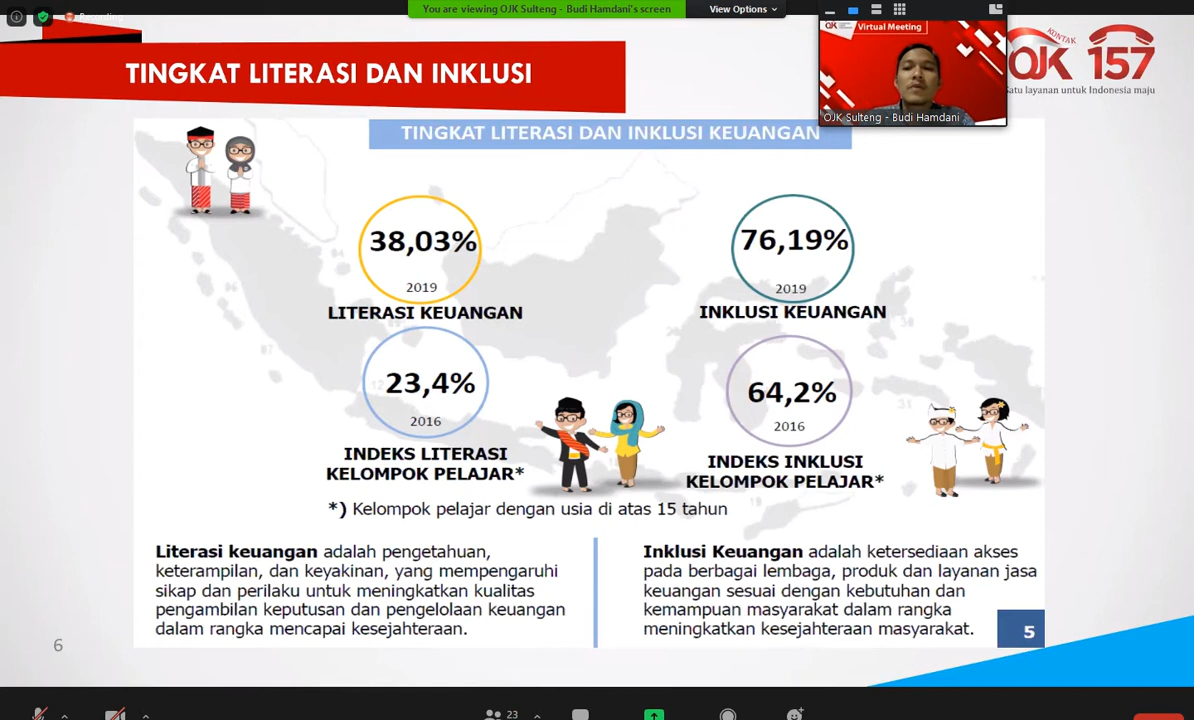 Recording
You are viewing OJK Sulteng - Budi Hamdani's screen
View Options
TINGKAT LITERASI DAN INKLUSI
Virtual Meeting
OJK Sulteng - Budi Hamdani
KONTAK
OJK 157
Satu layanan untuk Indonesia maju
TINGKAT LITERASI DAN INKLUSI KEUANGAN
38,03%
2019
LITERASI KEUANGAN
76,19%
2019
INKLUSI KEUANGAN
23,4%
2016
INDEKS LITERASI
KELOMPOK PELAJAR*
64,2%
2016
INDEKS INKLUSI
KELOMPOK PELAJAR*
*) Kelompok pelajar dengan usia di atas 15 tahun
Literasi keuangan adalah pengetahuan,
keterampilan, dan keyakinan, yang mempengaruhi
sikap dan perilaku untuk meningkatkan kualitas
pengambilan keputusan dan pengelolaan keuangan
dalam rangka mencapai kesejahteraan.
Inklusi Keuangan adalah ketersediaan akses
pada berbagai lembaga, produk dan layanan jasa
keuangan sesuai dengan kebutuhan dan
kemampuan masyarakat dalam rangka
meningkatkan kesejahteraan masyarakat.
5
6
23